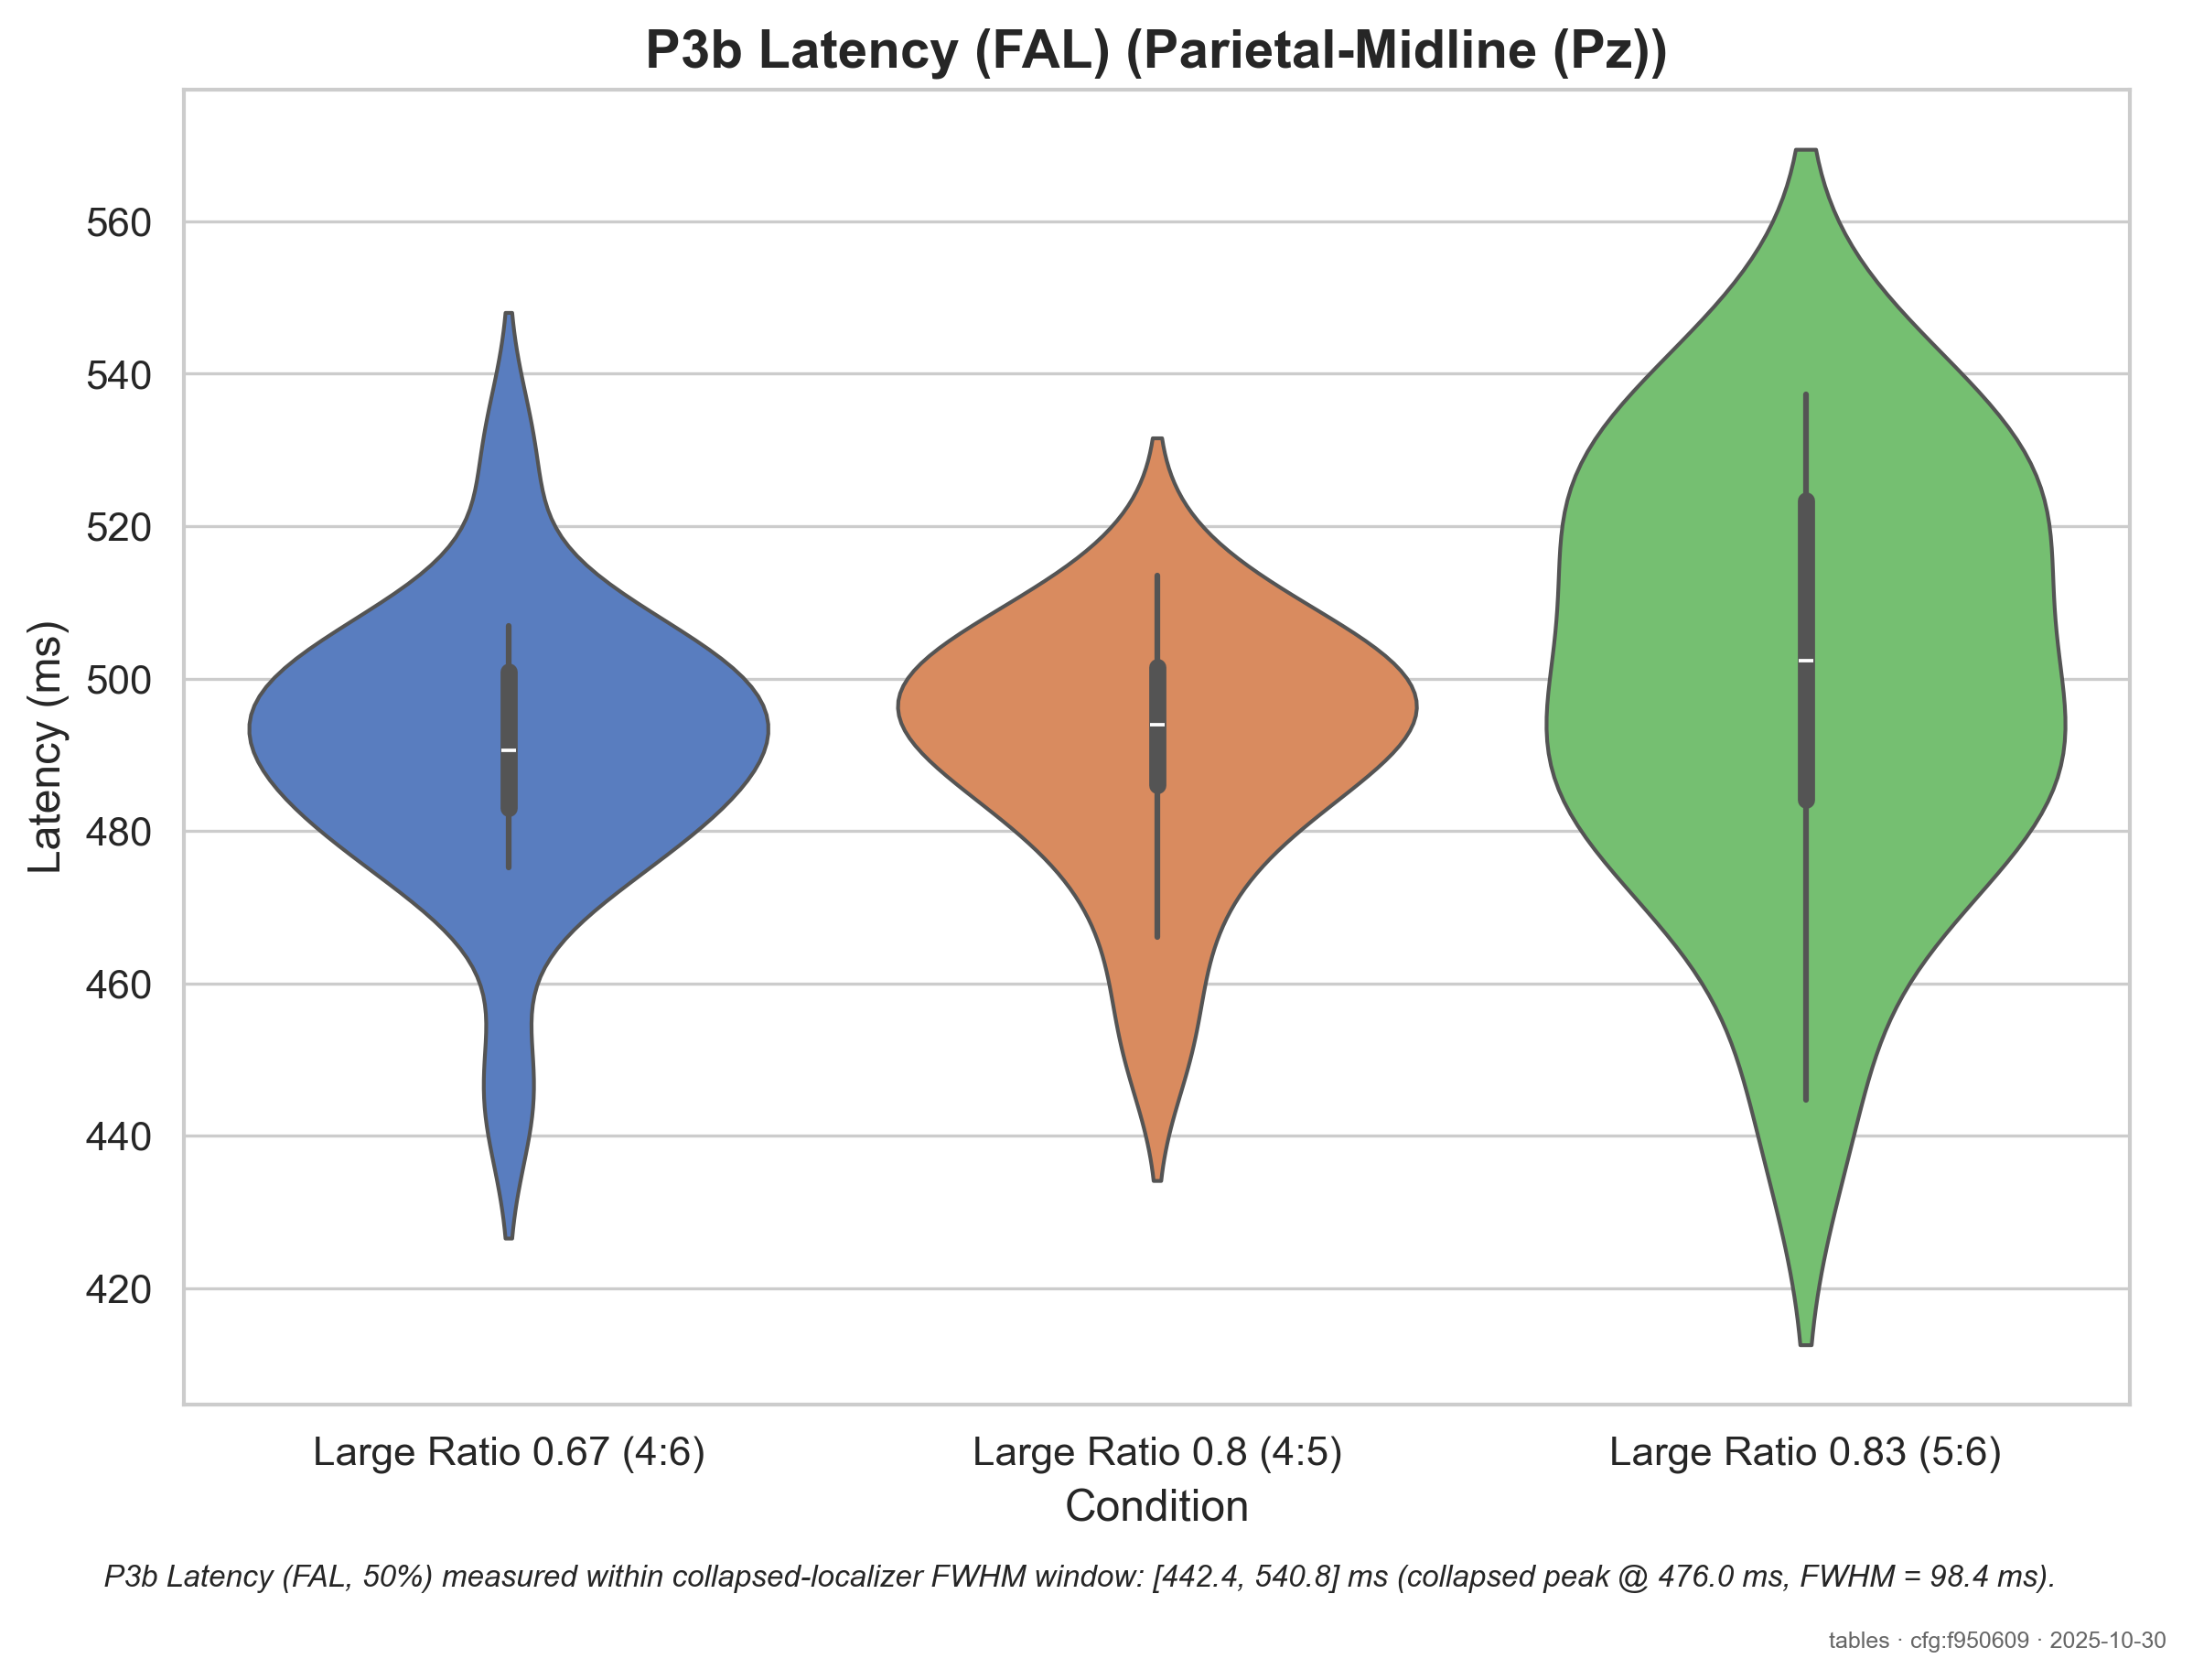 P3b Latency (FAL) (Parietal-Midline (Pz))
Latency (ms)
560
540
520
500
480
460
440
420
Large Ratio 0.67 (4:6)
Large Ratio 0.8 (4:5)
Large Ratio 0.83 (5:6)
Condition
P3b Latency (FAL, 50%) measured within collapsed-localizer FWHM window: [442.4, 540.8] ms (collapsed peak @ 476.0 ms, FWHM = 98.4 ms).
tables · cfg:f950609 · 2025-10-30